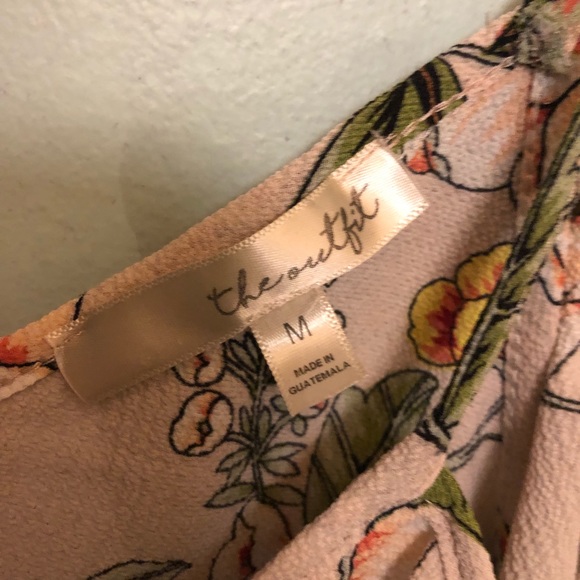 the outfit
M
MADE IN
GUATEMALA